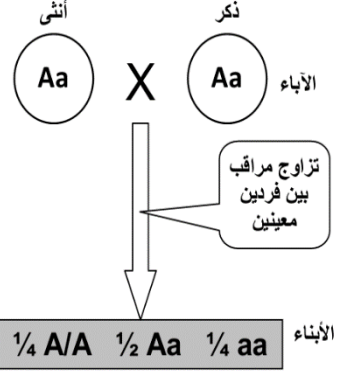 ذكر أنثى
الآباء Aa X Aa
تزاوج مراقب
بين فردين
معينين
الأبناء
¼ A/A ½ Aa ¼ aa